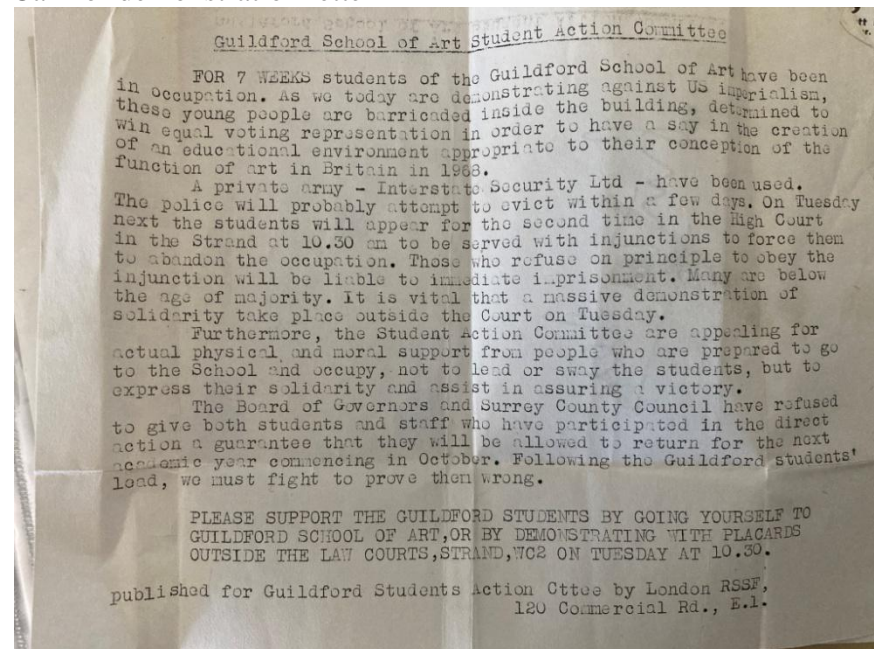 Guildford School of Art Student Action Committee
FOR 7 WEEKS students of the Guildford School of Art have been
in occupation. As we today are demonstrating against US imperialism,
these young people are barricaded inside the building, determined to
win equal voting representation in order to have a say in the creation
of an educational environment appropriate to their conception of the
function of art in Britain in 1968.
A private army - Interstate Security Ltd - have been used.
The police will probably attempt to evict within a few days. On Tuesday
next the students will appear for the second time in the High Court
in the Strand at 10.30 am to be served with injunctions to force them
to abandon the occupation. Those who refuse on principle to obey the
injunction will be liable to immediate imprisonment. Many are below
the age of majority. It is vital that a massive demonstration of
solidarity take place outside the Court on Tuesday.
Furthermore, the Student Action Committee are appealing for
actual physical and moral support from people who are prepared to go
to the School and occupy, not to lead or sway the students, but to
express their solidarity and assist in assuring a victory.
The Board of Governors and Surrey County Council have refused
to give both students and staff who have participated in the direct
action a guarantee that they will be allowed to return for the next
academic year commencing in October. Following the Guildford students'
lead, we must fight to prove them wrong.
PLEASE SUPPORT THE GUILDFORD STUDENTS BY GOING YOURSELF TO
GUILDFORD SCHOOL OF ART,OR BY DEMONSTRATING WITH PLACARDS
OUTSIDE THE LAW COURTS,STRAND,WC2 ON TUESDAY AT 10.30.
published for Guildford Students Action Cttee by London RSSF,
120 Commercial Rd., E.1.